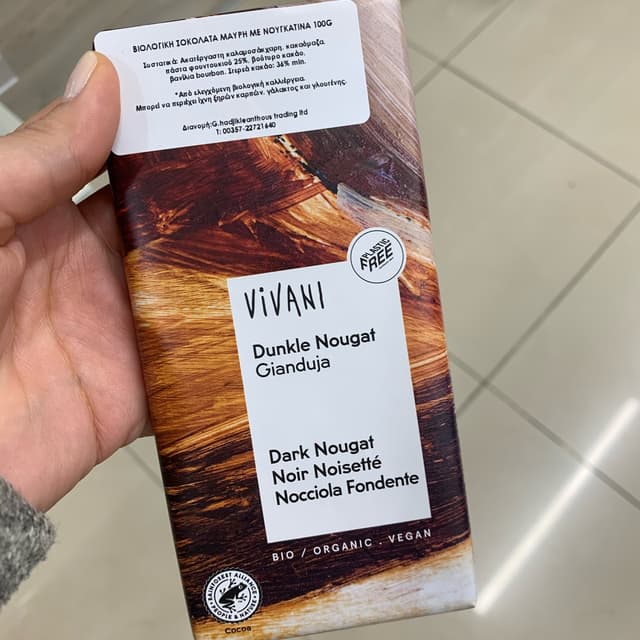 ΒΙΟΛΟΓΙΚΗ ΣΟΚΟΛΑΤΑ ΜΑΥΡΗ ΜΕ ΝΟΥΓΚΑΤΙΝΑ 100G
Συστατικά: Ακατέργαστη καλαμοσάκχαρη, κακαόμαζα,
πάστα φουντουκιού 25%, βούτυρο κακάο,
βανίλια bourbon. Στερεά κακάο: 36% min.
*Από ελεγχόμενη βιολογική καλλιέργεια.
Μπορεί να περιέχει ίχνη ξηρών καρπών, γάλακτος και γλουτένης.
Διανομή:G.hadjikleanthous trading ltd
T: 00357-22721640
PLASTIC
FREE
ViVANI
Dunkle Nougat
Gianduja
Dark Nougat
Noir Noisetté
Nocciola Fondente
BIO / ORGANIC . VEGAN
RAINFOREST ALLIANCE
PEOPLE & NATURE
Cocoa